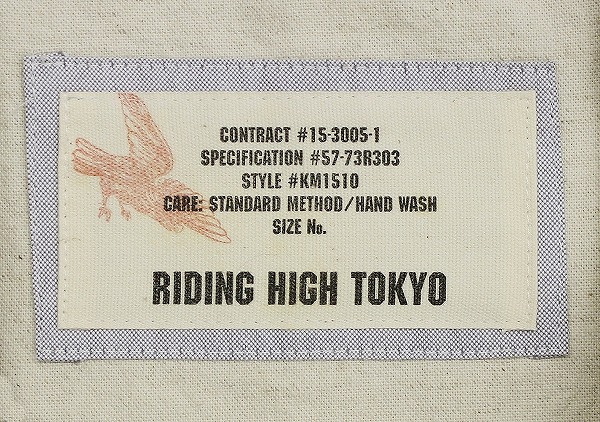 CONTRACT #15-3005-1
SPECIFICATION #57-73R303
STYLE #KM1510
CARE: STANDARD METHOD/HAND WASH
SIZE No.
RIDING HIGH TOKYO